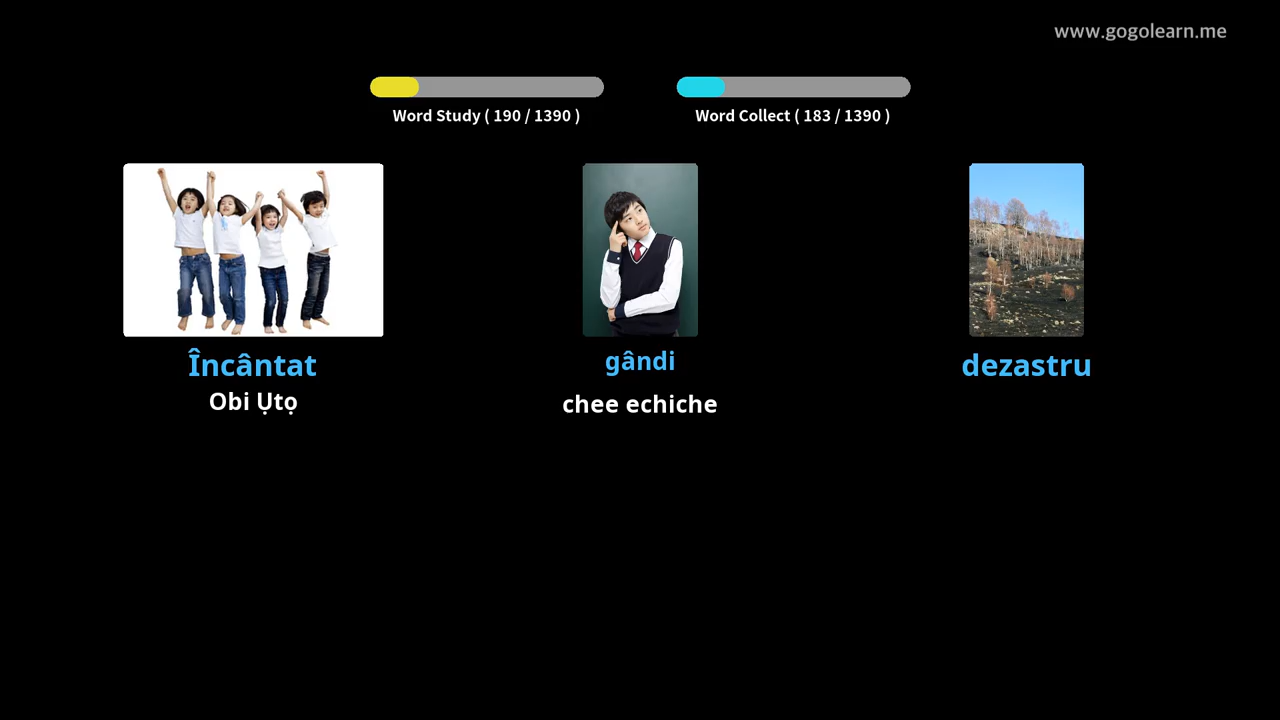 www.gogolearn.me
Word Study ( 190 / 1390 )
Word Collect ( 183 / 1390 )
Încântat
gândi
dezastru
Obi Ụtọ
chee echiche